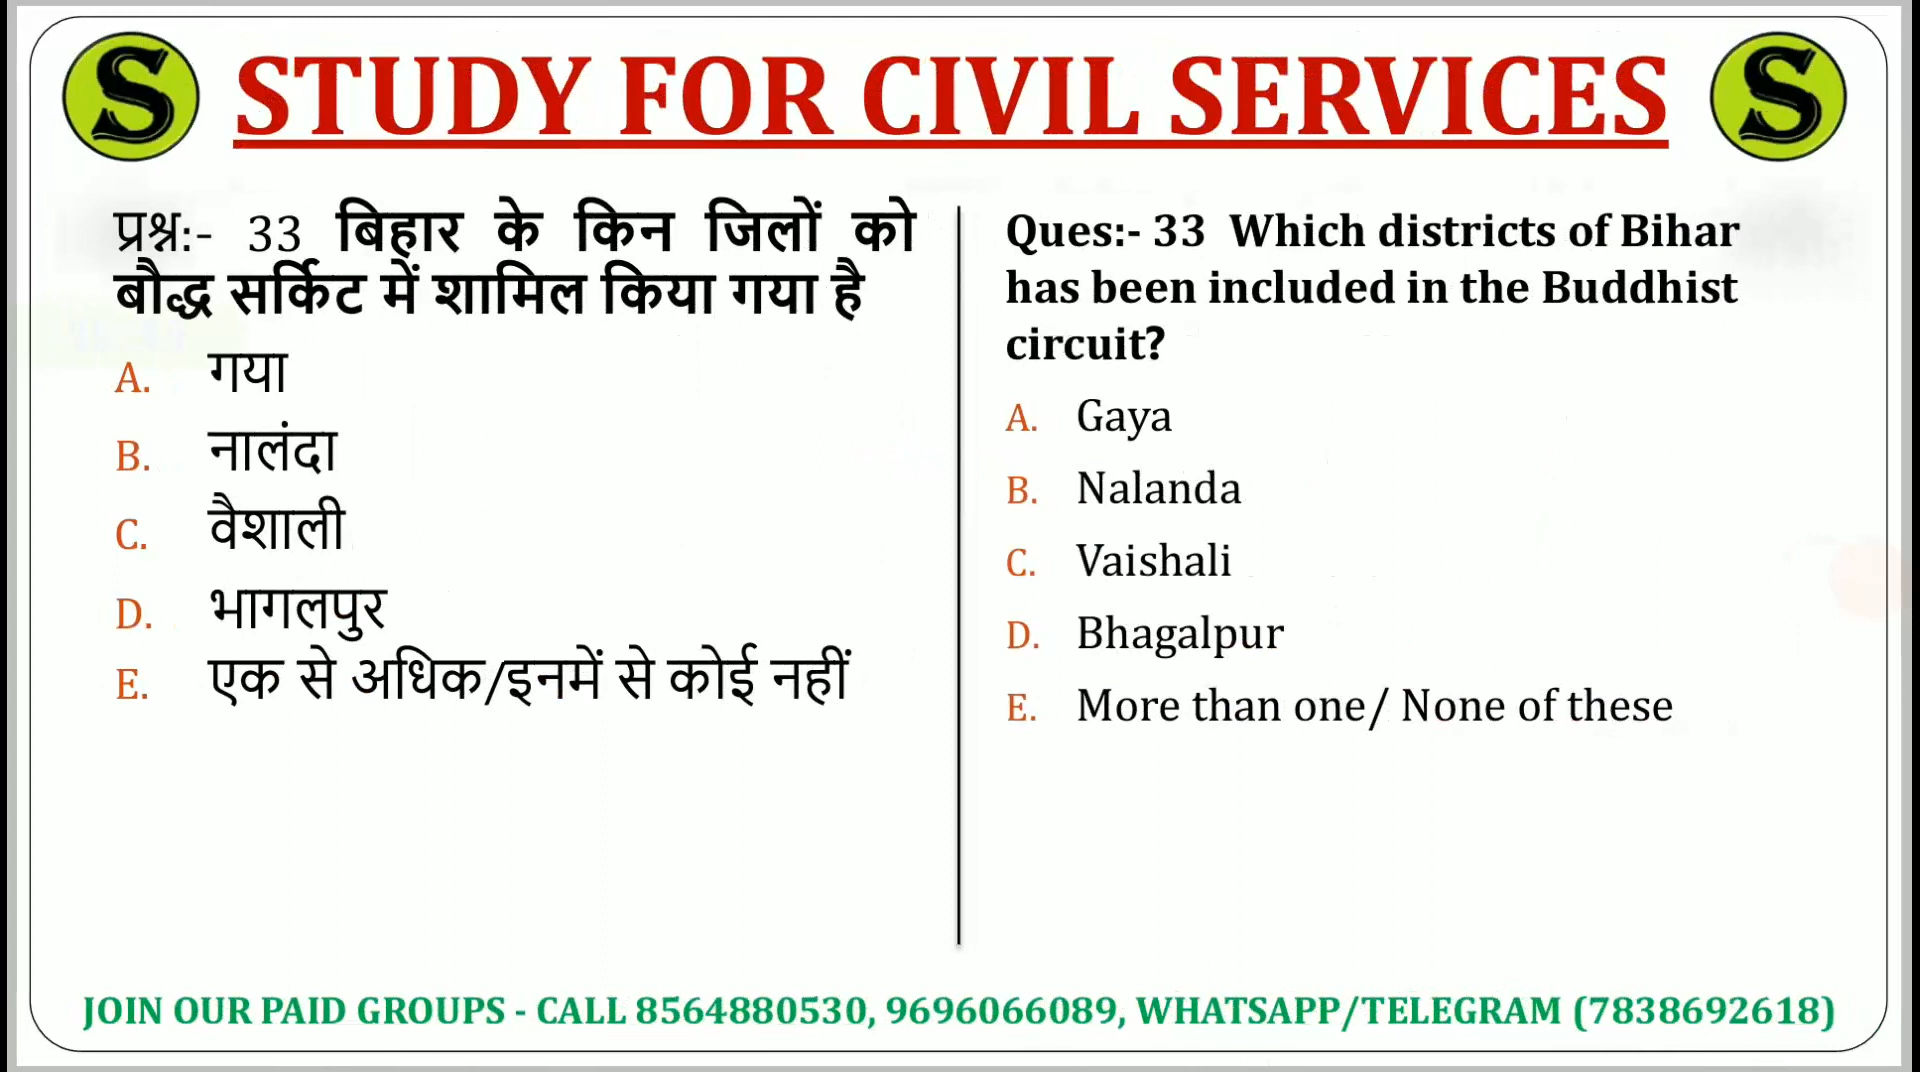 S STUDY FOR CIVIL SERVICES S
प्रश्न:- 33 बिहार के किन जिलों को
बौद्ध सर्किट में शामिल किया गया है
A. गया
B. नालंदा
C. वैशाली
D. भागलपुर
E. एक से अधिक/इनमें से कोई नहीं
Ques:- 33 Which districts of Bihar
has been included in the Buddhist
circuit?
A. Gaya
B. Nalanda
C. Vaishali
D. Bhagalpur
E. More than one/ None of these
JOIN OUR PAID GROUPS - CALL 8564880530, 9696066089, WHATSAPP/TELEGRAM (7838692618)